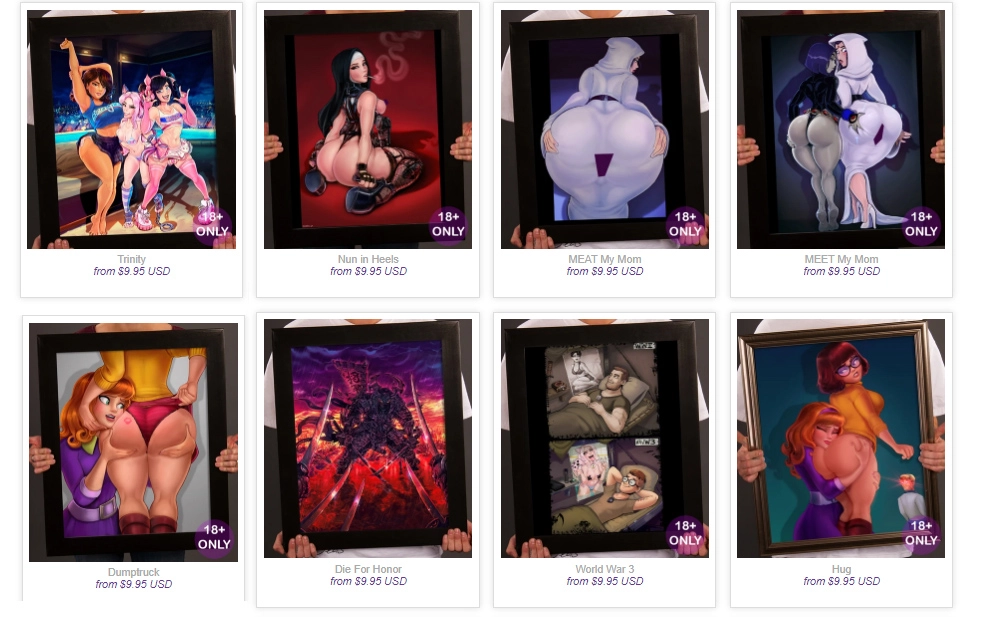 18+
ONLY
18+
ONLY
18+
ONLY
18+
ONLY
Trinity
from $9.95 USD
Nun in Heels
from $9.95 USD
MEAT My Mom
from $9.95 USD
MEET My Mom
from $9.95 USD
18+
ONLY
18+
ONLY
18+
ONLY
Dumptruck
from $9.95 USD
Die For Honor
from $9.95 USD
World War 3
from $9.95 USD
Hug
from $9.95 USD